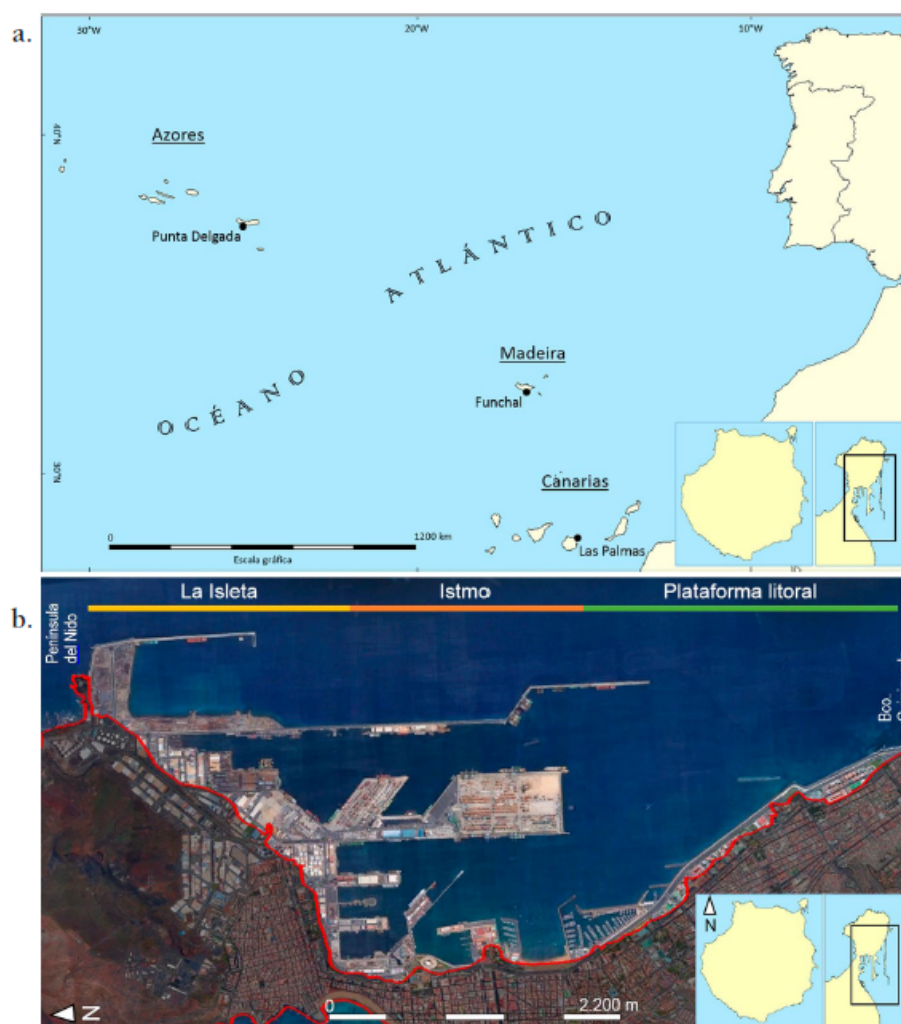 a.
30°W
20°W
10°W
40°N
Azores
Punta Delgada
ATLÁNTICO
OCÉANO
Madeira
Funchal
30°N
Canarias
Las Palmas
0
1200 km
Escala gráfica
b.
La Isleta
Istmo
Plataforma litoral
Península
del Nido
Bco.
N
0
2.200 m
N